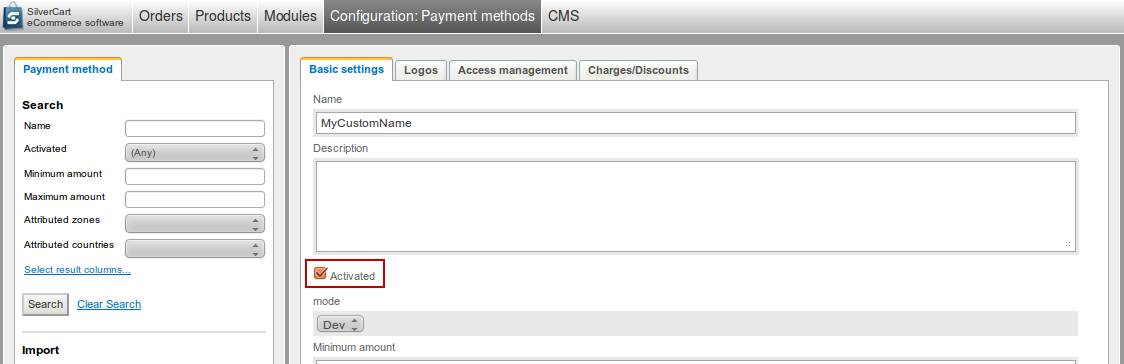 SilverCart
eCommerce software
Orders
Products
Modules
Configuration: Payment methods
CMS
Payment method
Search
Name
Activated
(Any)
Minimum amount
Maximum amount
Attributed zones
Attributed countries
Select result columns...
Search
Clear Search
Import
Basic settings
Logos
Access management
Charges/Discounts
Name
MyCustomName
Description
Activated
mode
Dev
Minimum amount